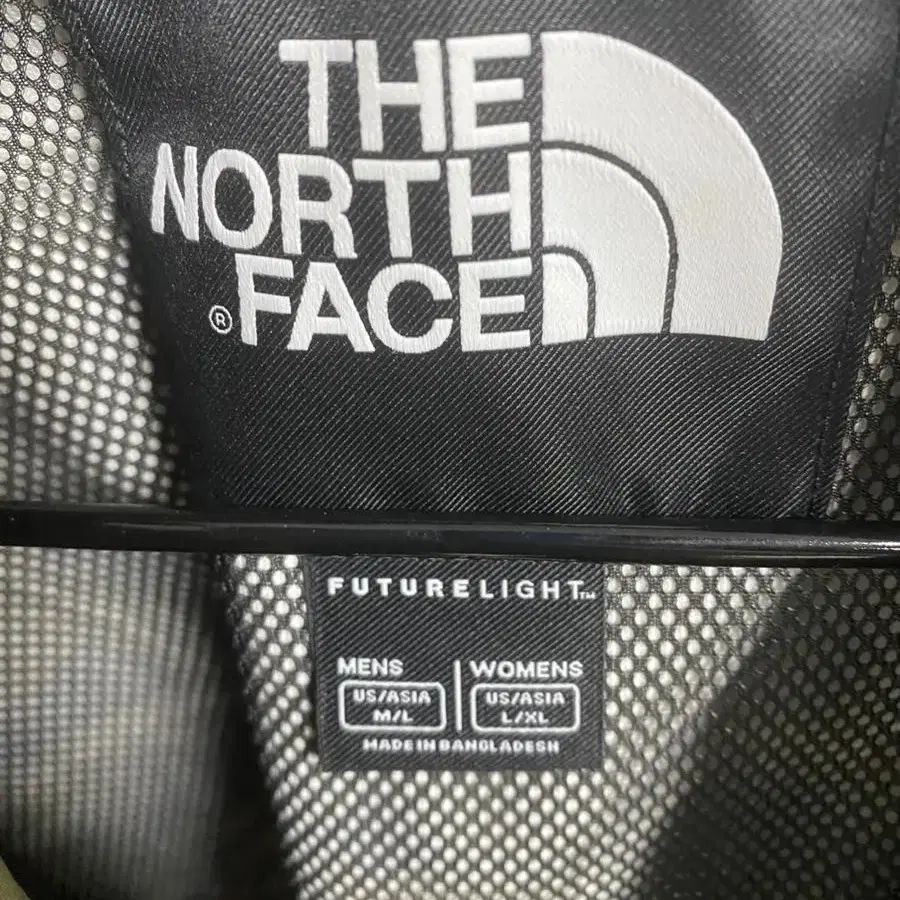 THE
NORTH
® FACE
FUTURELIGHT™
MENS | WOMENS
US/ASIA US/ASIA
M/L L/XL
MADE IN BANGLADESH